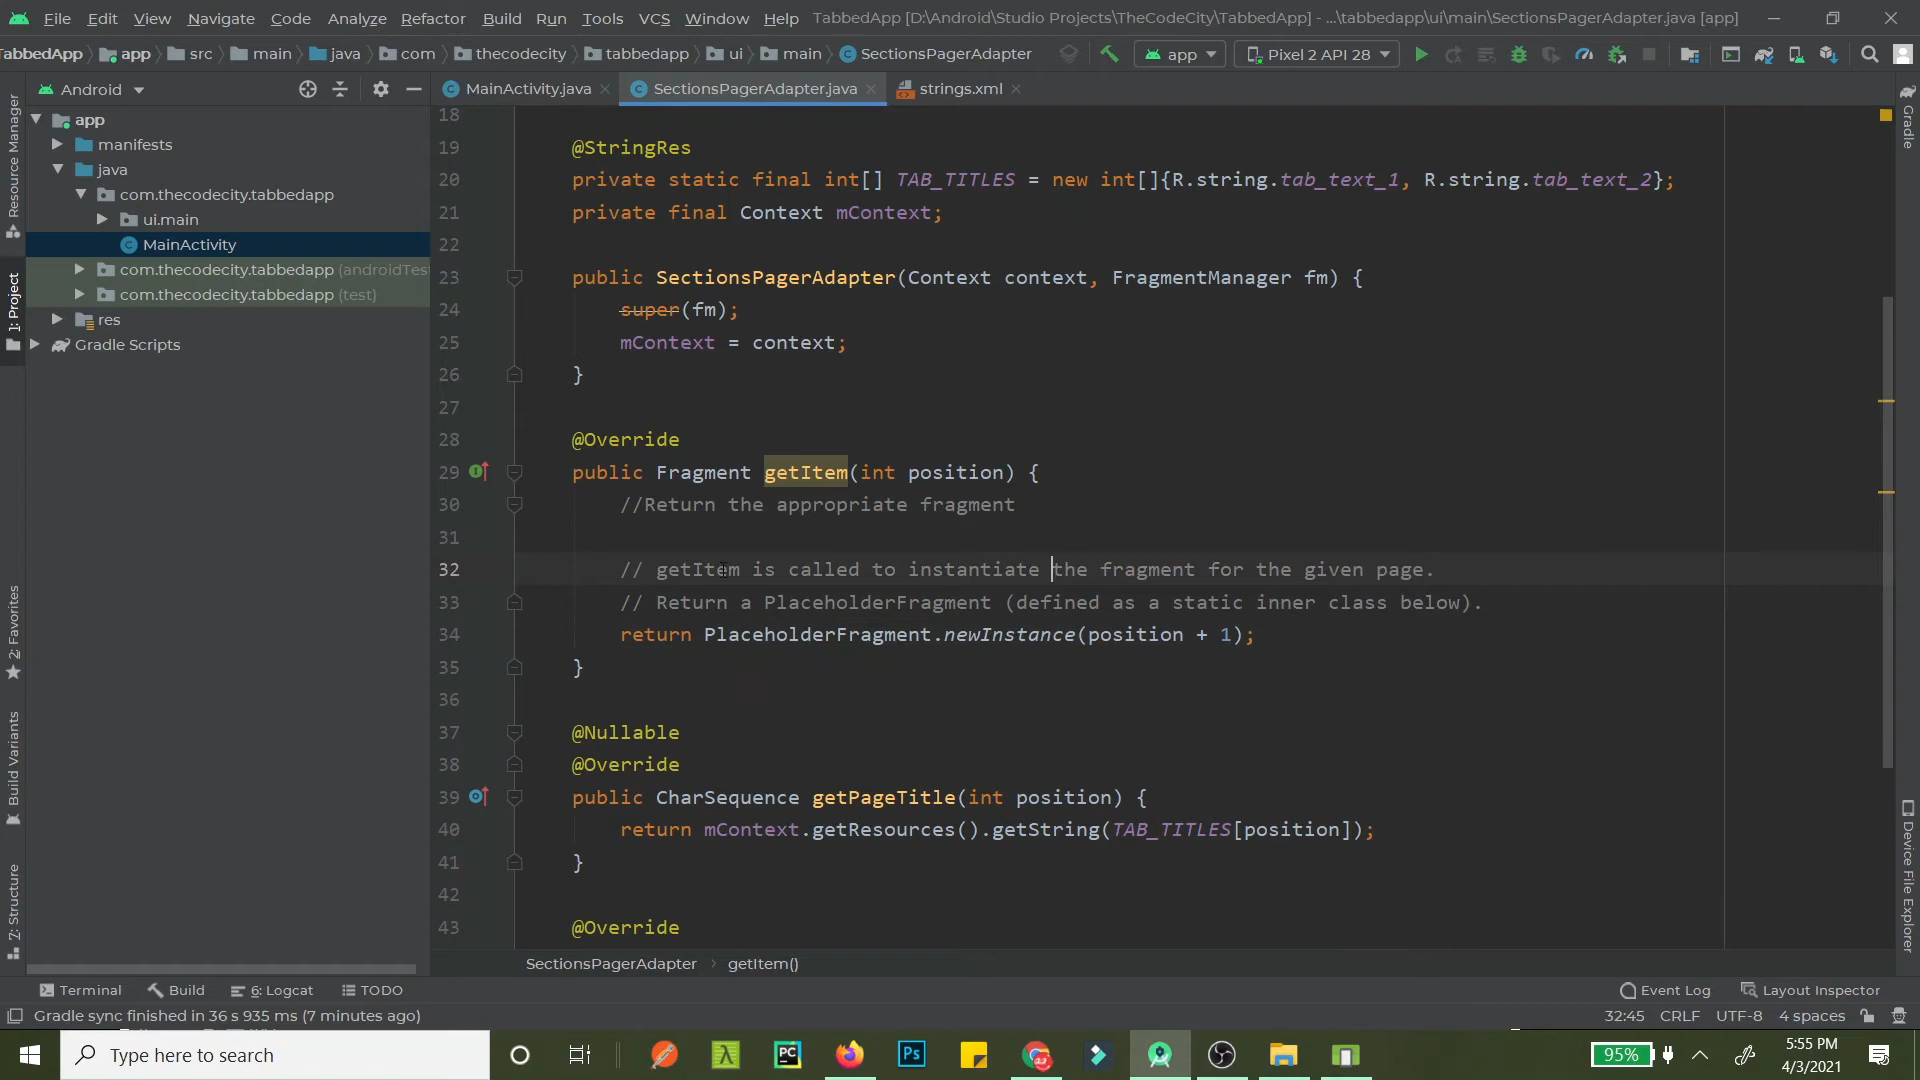 File Edit View Navigate Code Analyze Refactor Build Run Tools VCS Window Help TabbedApp [D:\Android\Studio Projects\TheCodeCity\TabbedApp] - ...\tabbedapp\ui\main\SectionsPagerAdapter.java [app]
TabbedApp app src main java com thecodecity tabbedapp ui main SectionsPagerAdapter app Pixel 2 API 28
Android MainActivity.java SectionsPagerAdapter.java strings.xml
app
manifests
java
com.thecodecity.tabbedapp
ui.main
MainActivity
com.thecodecity.tabbedapp (androidTest
com.thecodecity.tabbedapp (test)
res
Gradle Scripts
Resource Manager
1: Project
2: Favorites
Build Variants
7: Structure
18
19 @StringRes
20 private static final int[] TAB_TITLES = new int[]{R.string.tab_text_1, R.string.tab_text_2};
21 private final Context mContext;
22
23 public SectionsPagerAdapter(Context context, FragmentManager fm) {
24 super(fm);
25 mContext = context;
26 }
27
28 @Override
29 public Fragment getItem(int position) {
30 //Return the appropriate fragment
31
32 // getItem is called to instantiate the fragment for the given page.
33 // Return a PlaceholderFragment (defined as a static inner class below).
34 return PlaceholderFragment.newInstance(position + 1);
35 }
36
37 @Nullable
38 @Override
39 public CharSequence getPageTitle(int position) {
40 return mContext.getResources().getString(TAB_TITLES[position]);
41 }
42
43 @Override
Gradle
Device File Explorer
SectionsPagerAdapter getItem()
Terminal Build 6: Logcat TODO Event Log Layout Inspector
Gradle sync finished in 36 s 935 ms (7 minutes ago) 32:45 CRLF UTF-8 4 spaces
Type here to search PC Ps 95% 5:55 PM
4/3/2021